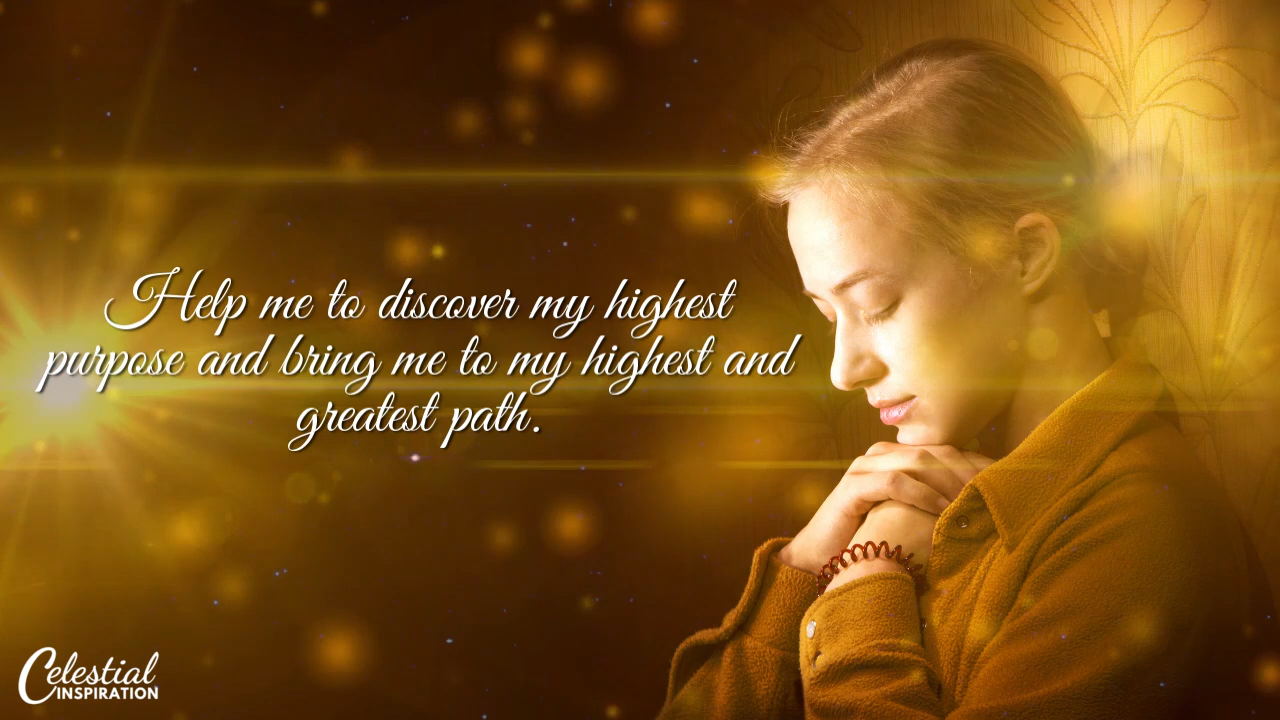 Help me to discover my highest
purpose and bring me to my highest and
greatest path.
Celestial
INSPIRATION